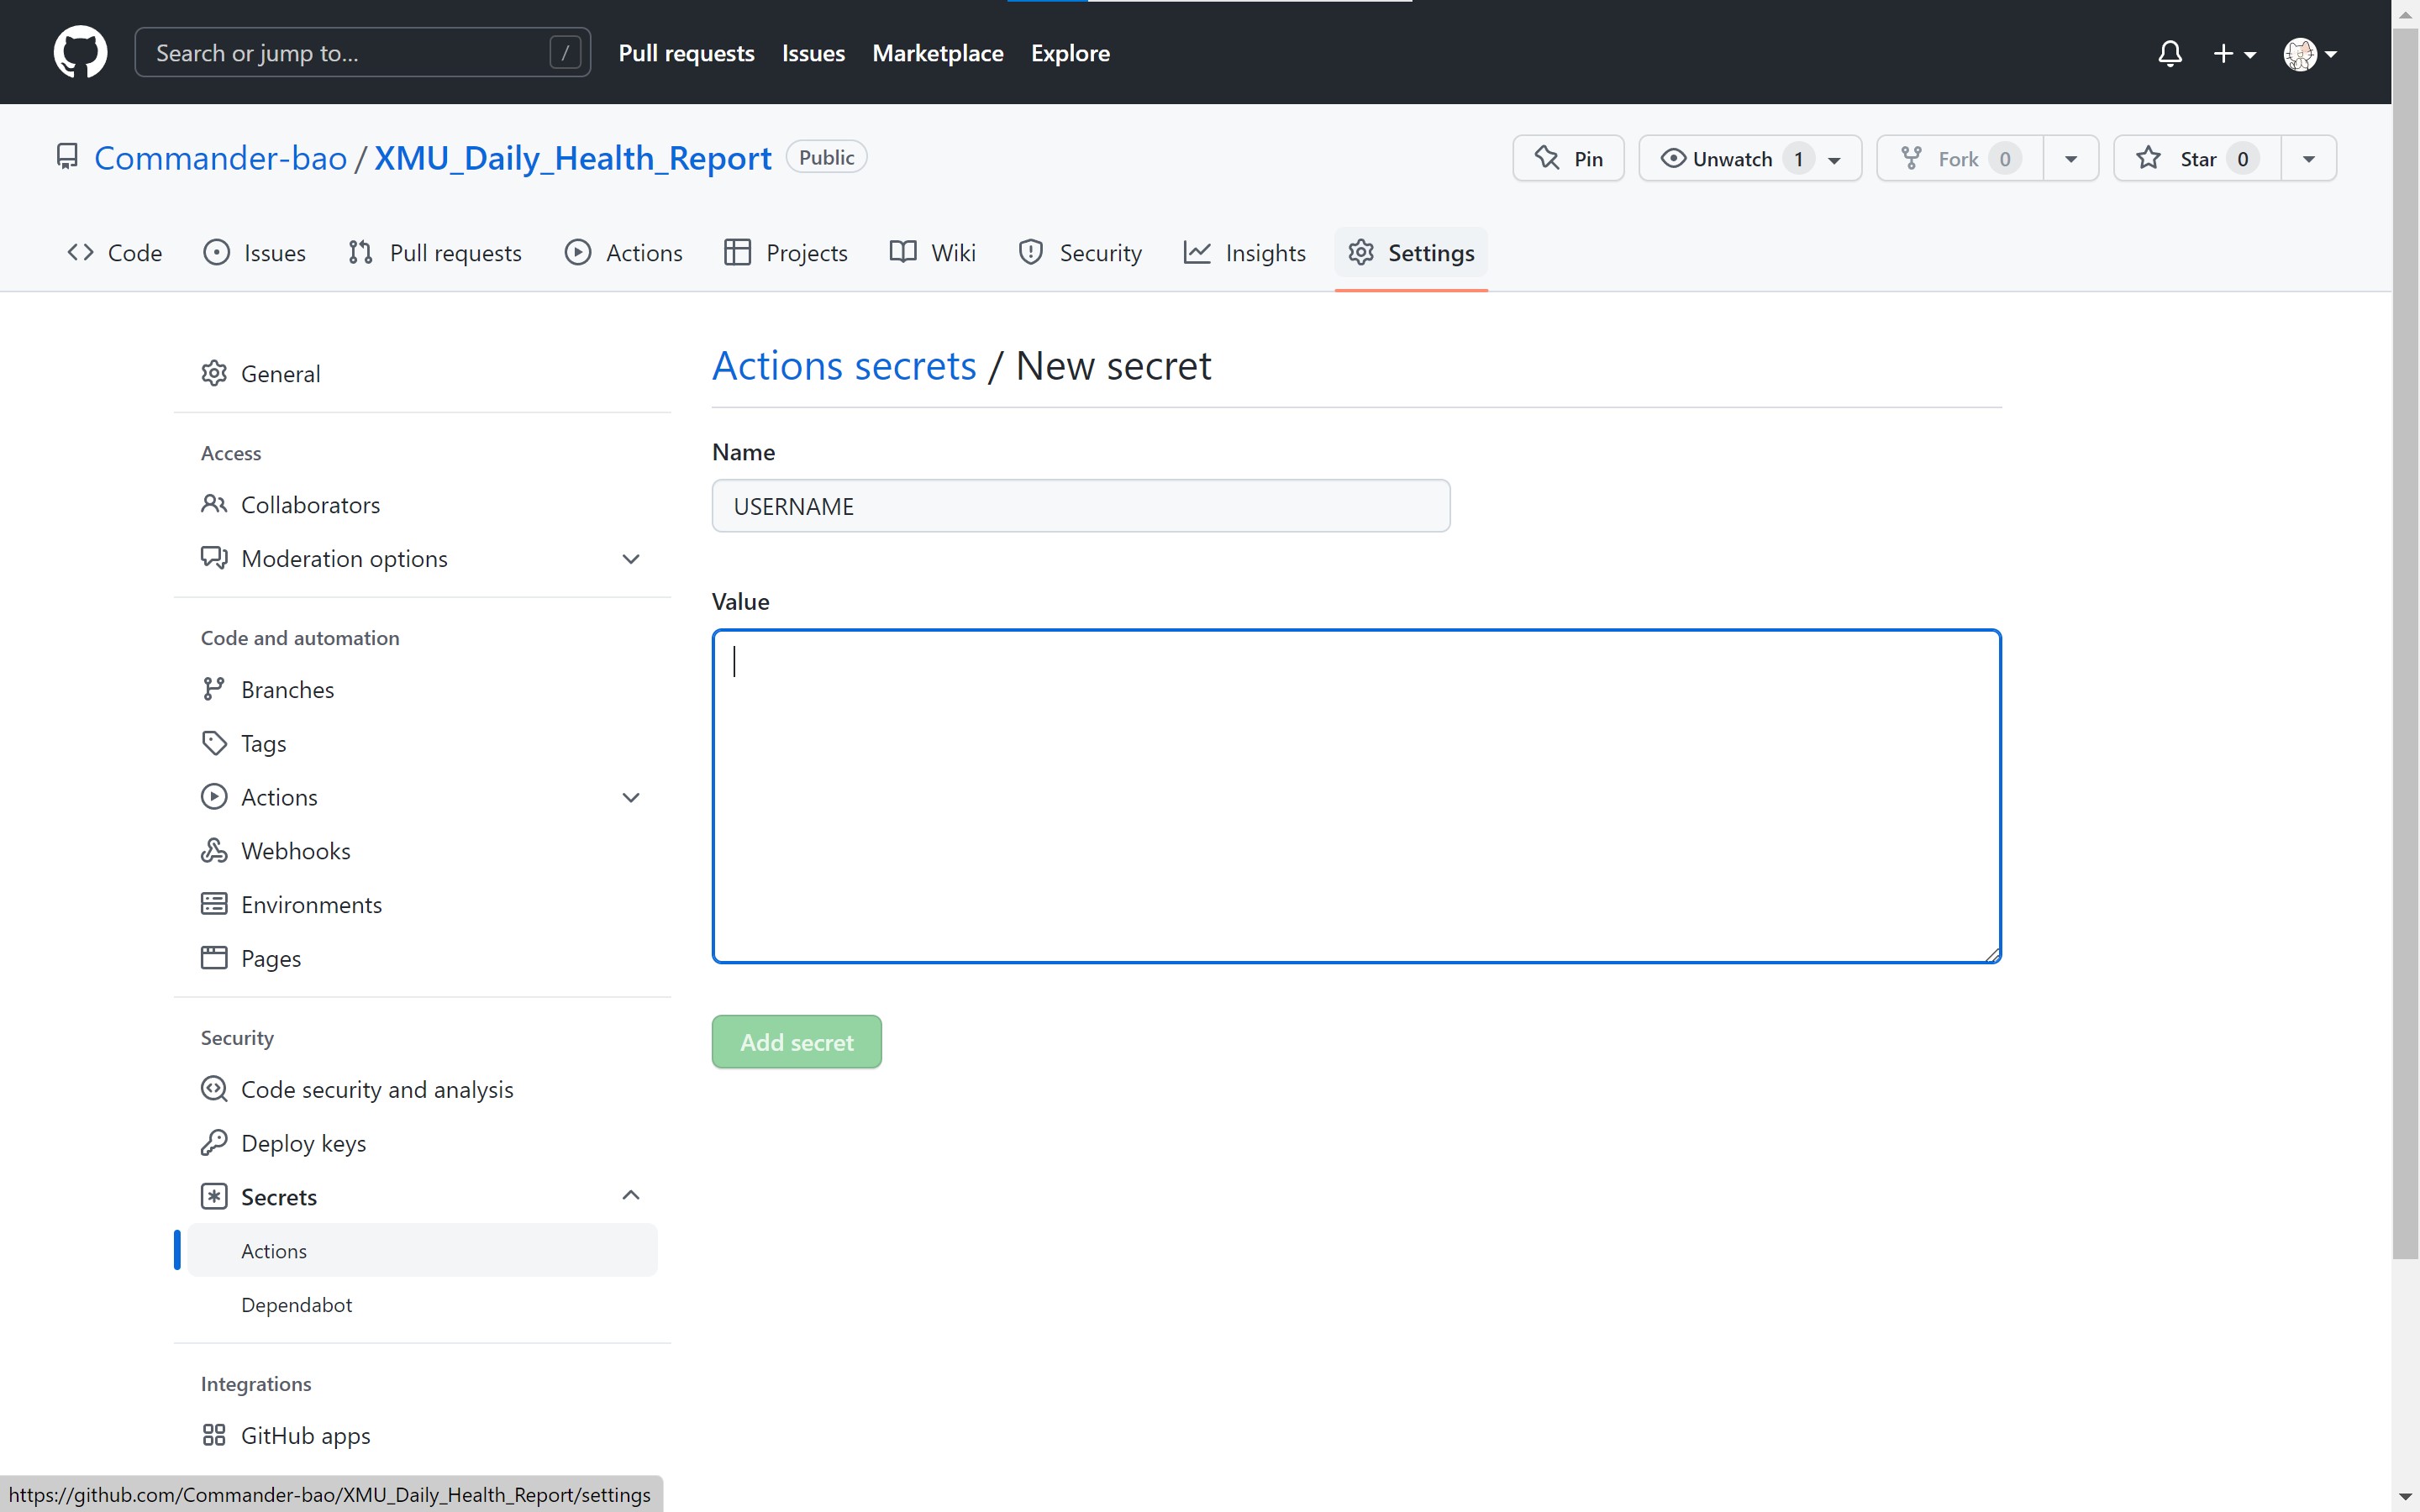 Search or jump to... /
Pull requests Issues Marketplace Explore
Commander-bao / XMU_Daily_Health_Report Public
Pin Unwatch 1 Fork 0 Star 0
Code Issues Pull requests Actions Projects Wiki Security Insights Settings
General
Access
Collaborators
Moderation options
Code and automation
Branches
Tags
Actions
Webhooks
Environments
Pages
Security
Code security and analysis
Deploy keys
Secrets
Actions
Dependabot
Integrations
GitHub apps
Actions secrets / New secret
Name
USERNAME
Value
Add secret
https://github.com/Commander-bao/XMU_Daily_Health_Report/settings